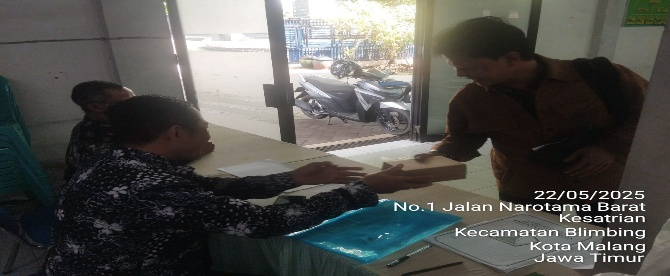 22/05/2025
No.1 Jalan Narotama Barat
Kesatrian
Kecamatan Blimbing
Kota Malang
Jawa Timur